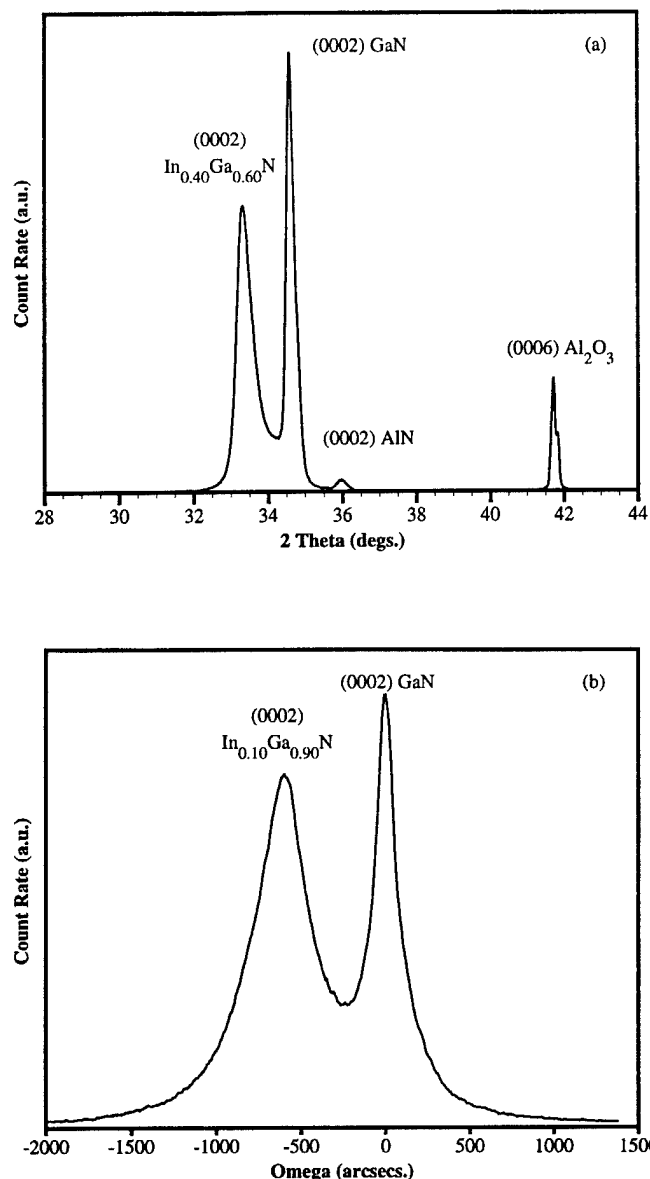 (0002) GaN
(a)
(0002)
In0.40Ga0.60N
(0006) Al2O3
(0002) AlN
Count Rate (a.u.)
28 30 32 34 36 38 40 42 44
2 Theta (degs.)
(0002) GaN
(b)
(0002)
In0.10Ga0.90N
Count Rate (a.u.)
-2000 -1500 -1000 -500 0 500 1000 150
Omega (arcsecs.)